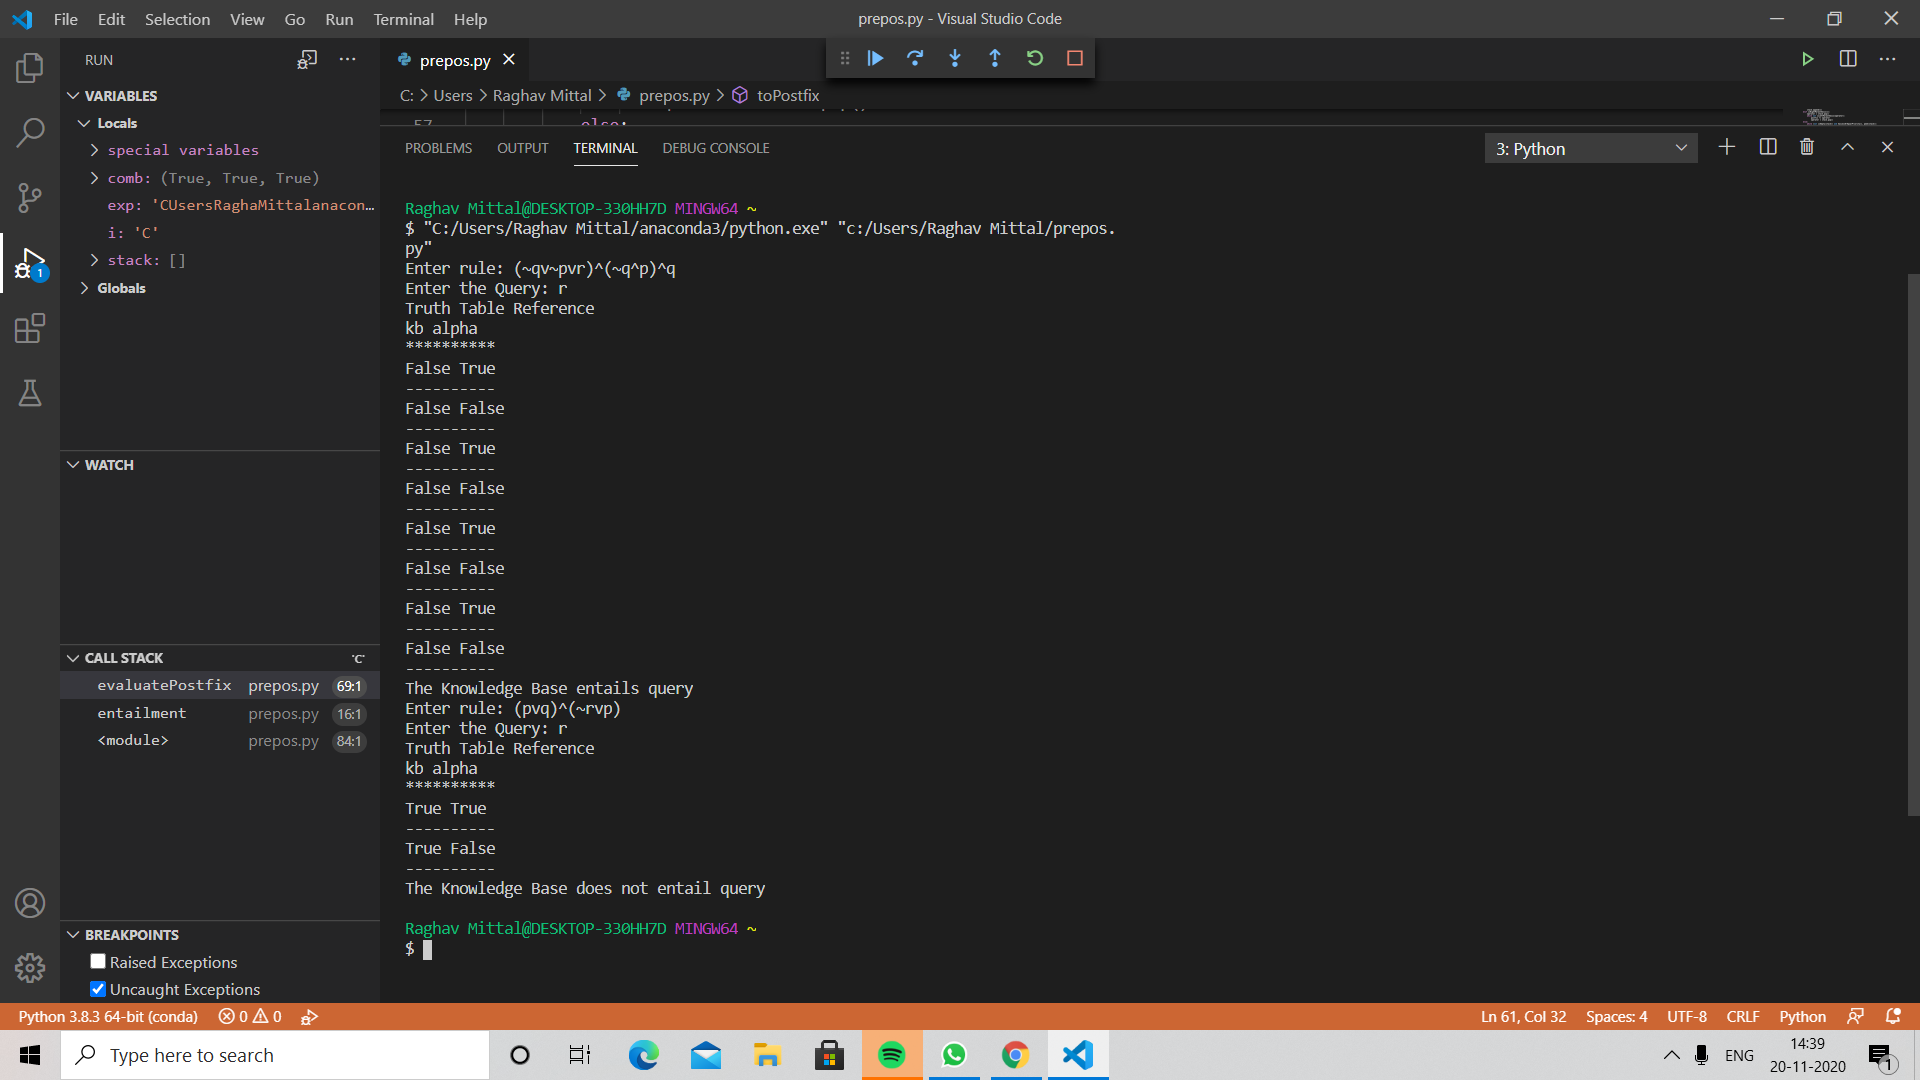 File Edit Selection View Go Run Terminal Help
prepos.py - Visual Studio Code
RUN
VARIABLES
Locals
special variables
comb: (True, True, True)
exp: 'CUsersRaghaMittalanacon…
i: 'C'
stack: []
Globals
WATCH
CALL STACK
evaluatePostfix prepos.py 69:1
entailment prepos.py 16:1
<module> prepos.py 84:1
BREAKPOINTS
Raised Exceptions
Uncaught Exceptions
prepos.py
C: > Users > Raghav Mittal > prepos.py > toPostfix
57 else:
PROBLEMS OUTPUT TERMINAL DEBUG CONSOLE
3: Python
Raghav Mittal@DESKTOP-330HH7D MINGW64 ~
$ "C:/Users/Raghav Mittal/anaconda3/python.exe" "c:/Users/Raghav Mittal/prepos.
py"
Enter rule: (~qv~pvr)^(~q^p)^q
Enter the Query: r
Truth Table Reference
kb alpha
**********
False True
----------
False False
----------
False True
----------
False False
----------
False True
----------
False False
----------
False True
----------
False False
----------
The Knowledge Base entails query
Enter rule: (pvq)^(~rvp)
Enter the Query: r
Truth Table Reference
kb alpha
**********
True True
----------
True False
----------
The Knowledge Base does not entail query
Raghav Mittal@DESKTOP-330HH7D MINGW64 ~
$
Python 3.8.3 64-bit (conda) 0 0
Ln 61, Col 32 Spaces: 4 UTF-8 CRLF Python
Type here to search
ENG
14:39
20-11-2020
1
1